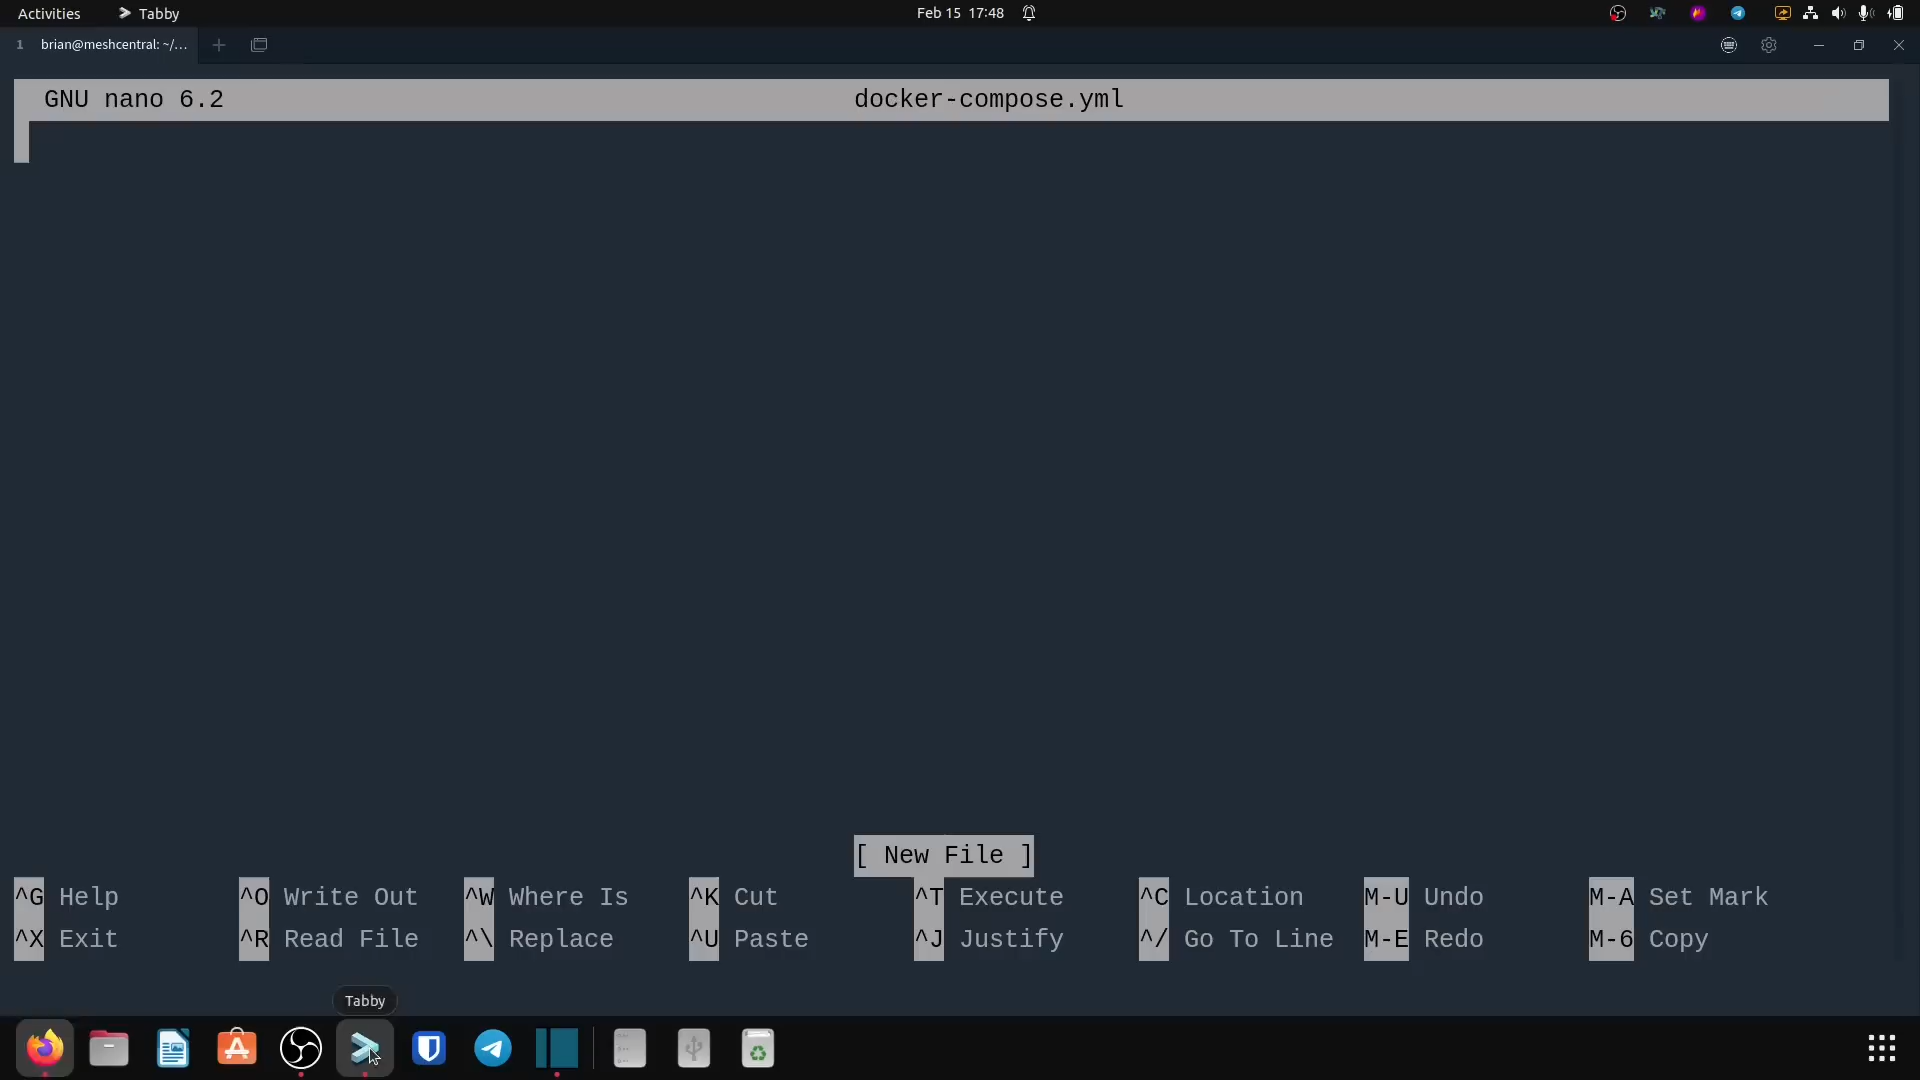 Activities Tabby Feb 15 17:48
1 brian@meshcentral: ~/...
GNU nano 6.2 docker-compose.yml
[ New File ]
^G Help ^O Write Out ^W Where Is ^K Cut ^T Execute ^C Location M-U Undo M-A Set Mark
^X Exit ^R Read File ^\ Replace ^U Paste ^J Justify ^/ Go To Line M-E Redo M-6 Copy
Tabby